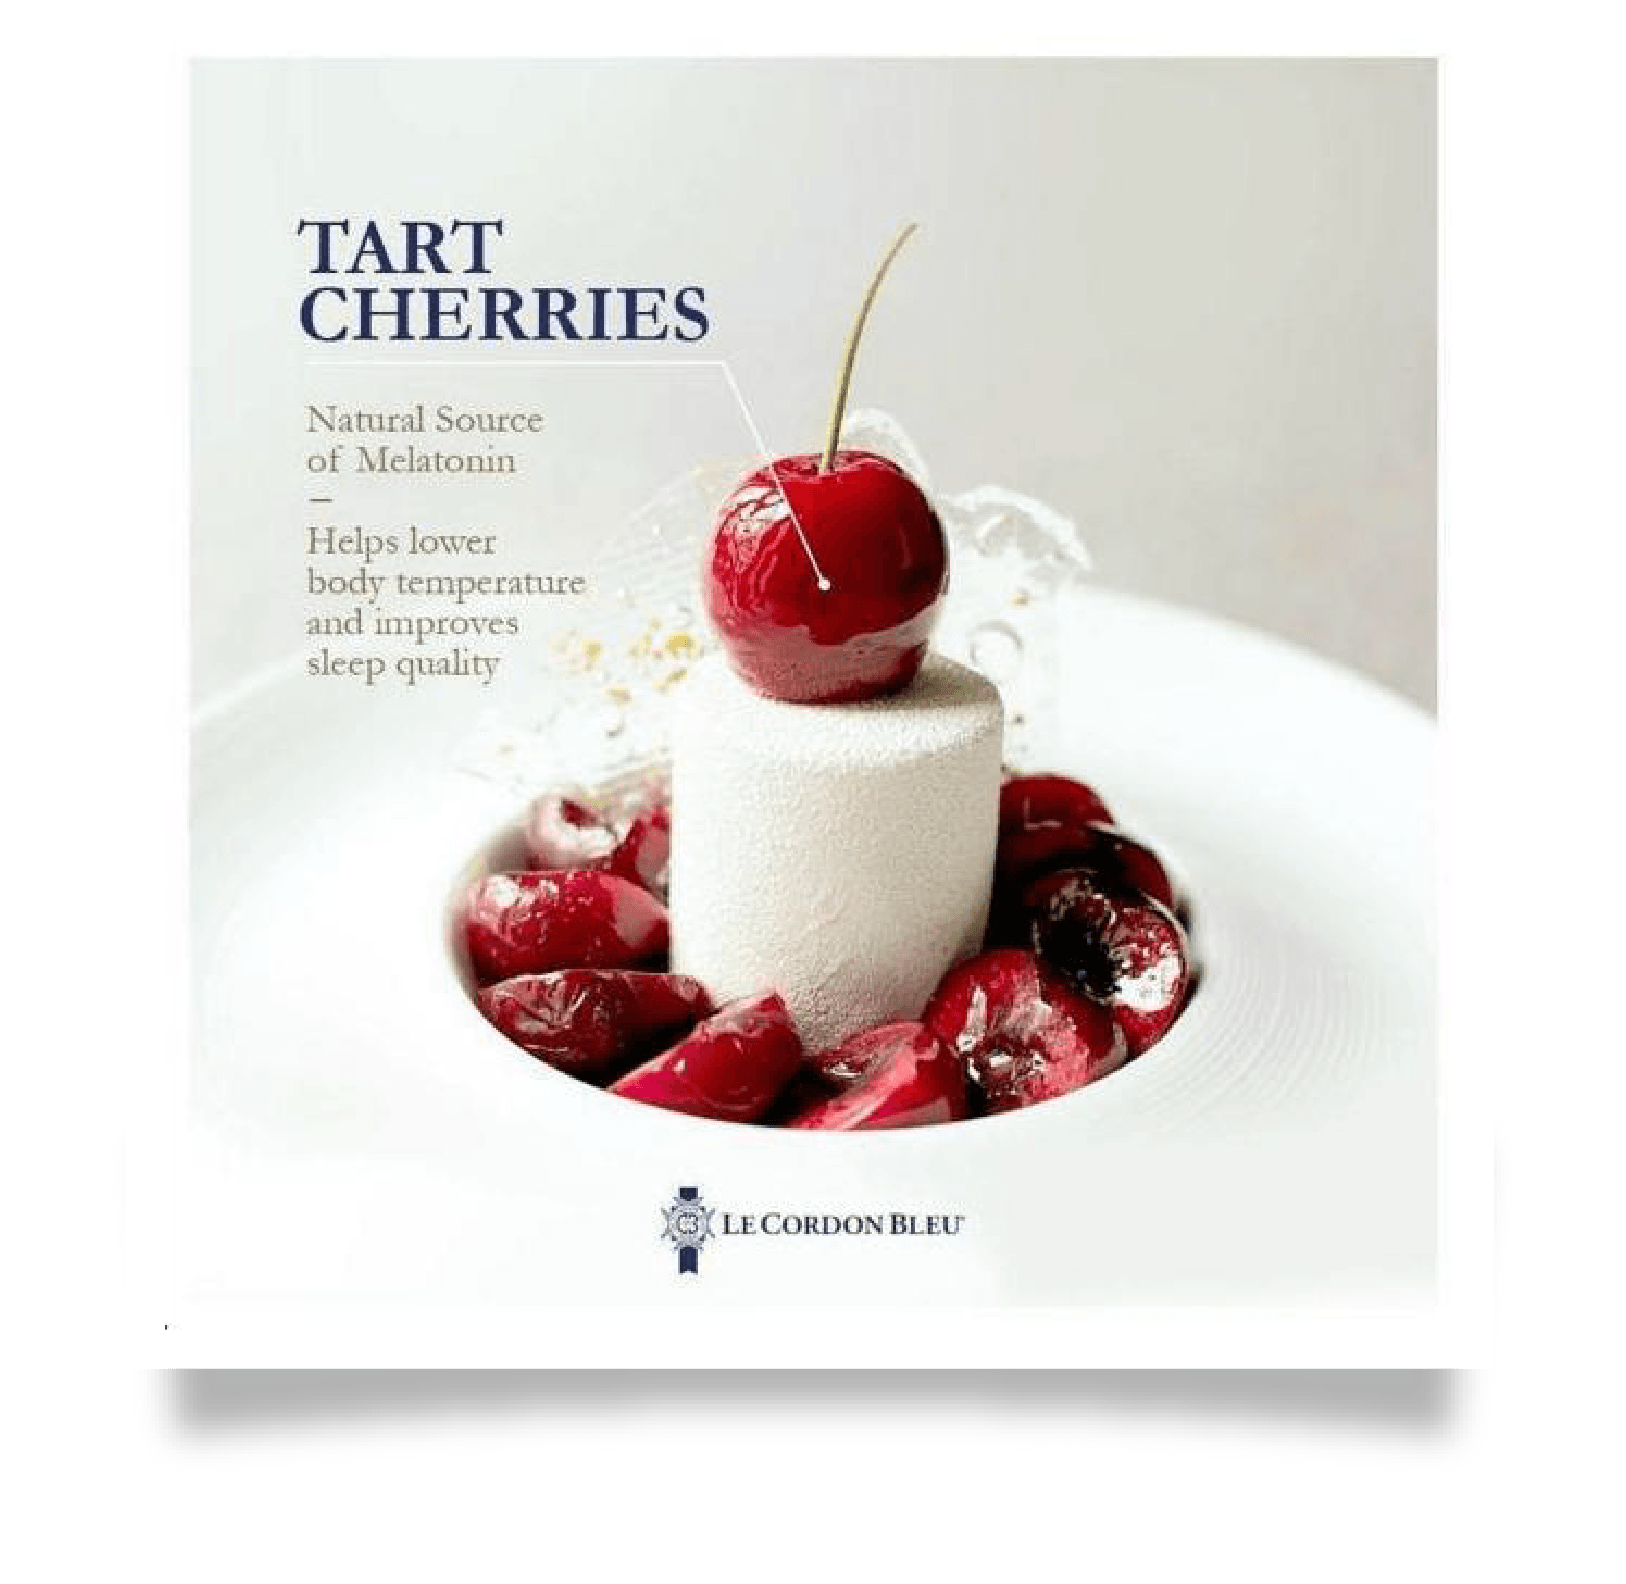 TART
CHERRIES
Natural Source
of Melatonin
–
Helps lower
body temperature
and improves
sleep quality
LE CORDON BLEU